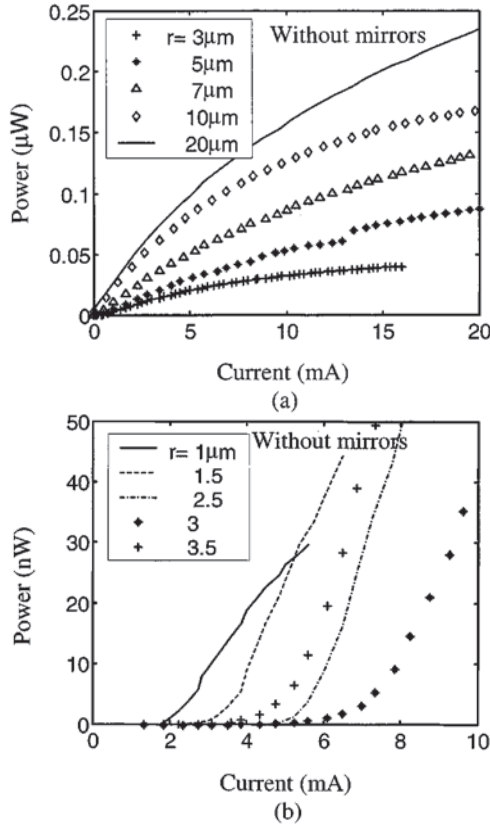 0.25
r= 3µm
Without mirrors
5µm
0.2
7µm
10µm
0.15
20µm
Power (µW)
0.1
0.05
0
0 5 10 15 20
Current (mA)
(a)
50
r= 1µm
Without mirrors
1.5
40
2.5
3
30
3.5
Power (nW)
20
10
0
0 2 4 6 8 10
Current (mA)
(b)